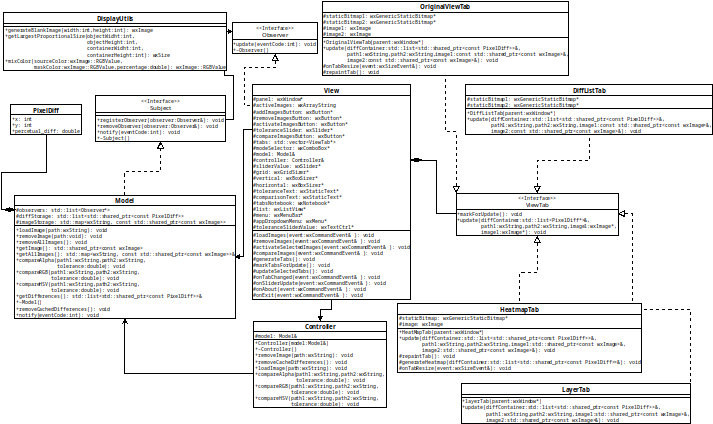 DisplayUtils
+generateBlankImage(width:int,height:int): wxImage
+getLargestProportionalSize(objectWidth:int,
objectHeight:int,
containerWidth:int,
containerHeight:int): wxSize
+mixColor(sourceColor:wxImage::RGBValue,
maskColor:wxImage::RGBValue,percentage:double): wxImage::RGBValue
<<Interface>>
Observer
+update(eventCode:int): void
+~Observer()
OriginalViewTab
#staticBitmap1: wxGenericStaticBitmap*
#staticBitmap2: wxGenericStaticBitmap*
#image1: wxImage
#image2: wxImage
+OriginalViewTab(parent:wxWindow*)
+update(diffContainer:std::list<std::shared_ptr<const PixelDiff>>&,
path1:wxString,path2:wxString,image1:std::shared_ptr<const wxImage>&,
image2:std::shared_ptr<const wxImage>&): void
#onTabResize(event:wxSizeEvent&): void
#repaintTab(): void
PixelDiff
+x: int
+y: int
+perceptual_diff: double
<<Interface>>
Subject
+registerObserver(observer:Observer&): void
+removeObserver(observer:Observer&): void
+notify(eventCode:int): void
+~Subject()
View
#panel: wxWindow*
#activeImages: wxArrayString
#addImagesButton: wxButton*
#removeImagesButton: wxButton*
#activateImagesButton: wxButton*
#toleranceSlider: wxSlider*
#compareImagesButton: wxButton*
#tabs: std::vector<ViewTab*>
#modeSelector: wxComboBox*
#model: Model&
#controller: Controller&
#sliderValue: wxSlider*
#grid: wxGridSizer*
#vertical: wxBoxSizer*
#horizontal: wxBoxSizer*
#toleranceText: wxStaticText*
#comparisonText: wxStaticText*
#tabsNotebook: wxNotebook*
#list: wxListView*
#menu: wxMenuBar*
#appDropdownMenu: wxMenu*
#toleranceSliderValue: wxTextCtrl*
#loadImages(event:wxCommandEvent& ): void
#removeImages(event:wxCommandEvent& ): void
#activateSelectedImages(event:wxCommandEvent& ): void
#compareImages(event:wxCommandEvent& ): void
#generateTabs(): void
#markTabsForUpdate(): void
#updateSelectedTabs(): void
#onTabChanged(event:wxCommandEvent& ): void
#onSliderUpdate(event:wxCommandEvent& ): void
#onAbout(event:wxCommandEvent& ): void
#onExit(event:wxCommandEvent& ): void
DiffListTab
#staticBitmap: wxGenericStaticBitmap*
#staticBitmap: wxGenericStaticBitmap*
+DiffListTab(parent:wxWindow*)
+update(diffContainer:std::list<std::shared_ptr<const PixelDiff>>&,
path1:wxString,path2:wxString,image1:std::shared_ptr<const wxImage>&,
image2:const std::shared_ptr<const wxImage>&): void
<<Interface>>
ViewTab
+markForUpdate(): void
+update(diffContainer:std::list<PixelDiff*>&,
path1:wxString,path2:wxString,image1:wxImage*,
image1:wxImage*): void
Model
#observers: std::list<Observer*>
#diffStorage: std::list<std::shared_ptr<const PixelDiff>>
#imageStorage: std::map<wxString, std::shared_ptr<const wxImage>>
+loadImage(path:wxString): void
+removeImage(path:void): void
+removeAllImages(): void
+getImage(): std::shared_ptr<const wxImage>
+getAllImages(): std::map<wxString, std::shared_ptr<const wxImage>>&
+compareAlpha(path1:wxString,path2:wxString,
tolerance:double): void
+compareRGB(path1:wxString,path2:wxString,
tolerance:double): void
+compareHSV(path1:wxString,path2:wxString,
tolerance:double): void
+getDifferences(): std::list<std::shared_ptr<const PixelDiff>>&
+~Model()
+removeCachedDifferences(): void
+notify(eventCode:int): void
Controller
#model: Model&
+Controller(model:Model&)
+~Controller()
+removeImage(path:wxString): void
+removeCacheDifferences(): void
+loadImage(path:wxString): void
+compareAlpha(path1:wxString,path2:wxString,
tolerance:double): void
+compareRGB(path1:wxString,path2:wxString,
tolerance:double): void
+compareHSV(path1:wxString,path2:wxString,
tolerance:double): void
HeatmapTab
#staticBitmap: wxGenericStaticBitmap*
#image: wxImage
+HeatMapTab(parent:wxWindow*)
+update(diffContainer:std::list<std::shared_ptr<const PixelDiff>>&,
path1:wxString,path2:wxString,image1:std::shared_ptr<const wxImage>&,
image2:std::shared_ptr<const wxImage>&): void
#repaintTab(): void
#generateHeatmap(diffContainer:std::list<std::shared_ptr<const PixelDiff>>&): void
#onTabResize(event:wxSizeEvent&): void
LayerTab
+layerTab(parent:wxWindow*)
+update(diffContainer:std::list<std::shared_ptr<const PixelDiff>>&,
path1:wxString,path2:wxString,image1:std::shared_ptr<const wxImage>&,
image2:std::shared_ptr<const wxImage>&): void